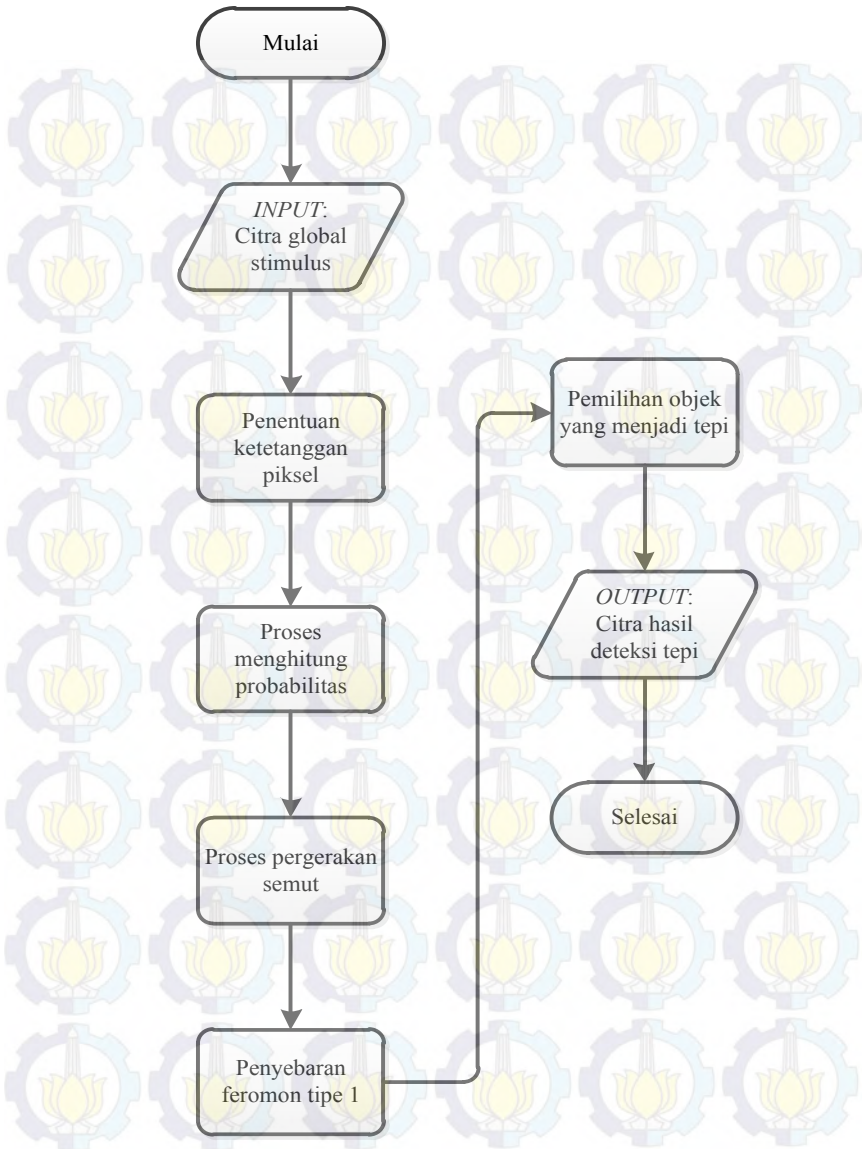 Mulai
INPUT:
Citra global
stimulus
Penentuan
ketetanggan
piksel
Proses
menghitung
probabilitas
Proses pergerakan
semut
Penyebaran
feromon tipe 1
Pemilihan objek
yang menjadi tepi
OUTPUT:
Citra hasil
deteksi tepi
Selesai